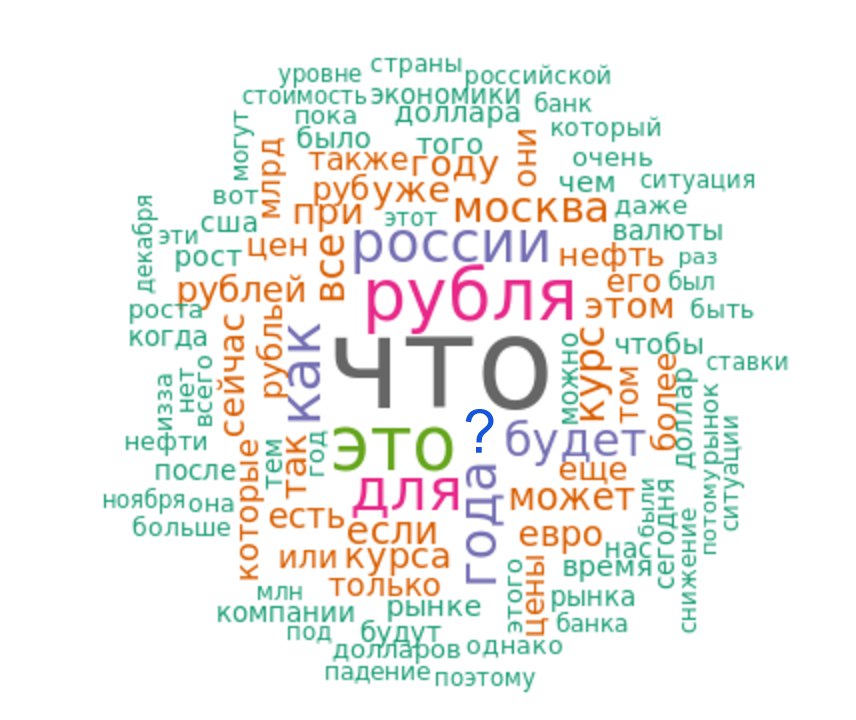 страны
уровне
российской
стоимость
экономики
банк
пока
доллара
могут
который
было
того
они
млрд
также
году
очень
чем
ситуация
вот
руб
уже
при
этот
москва
даже
декабря
эти
сша
валюты
рост
цен
все
россии
нефть
раз
рублей
рубля
его
был
роста
этом
быть
когда
сейчас
рубль
как
что
можно
курс
чтобы
ставки
изза
нет
всего
том
более
доллар
рынок
нефти
это
?
будет
ситуации
после
которые
тем
так
год
для
года
еще
может
потому
ноября
она
больше
есть
если
евро
нас
были
сегодня
снижение
или
курса
время
только
этого
цены
рынка
млн
компании
рынке
под
будут
банка
долларов
однако
падение
поэтому